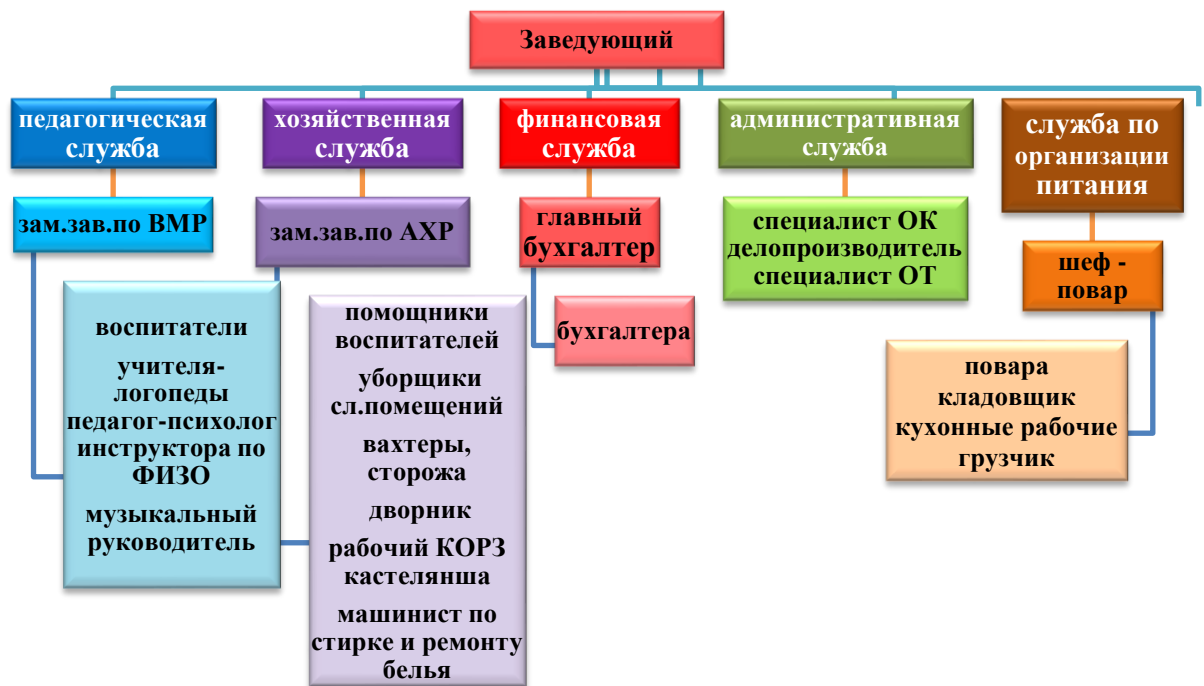 Заведующий
педагогическая
служба
хозяйственная
служба
финансовая
служба
административная
служба
служба по
организации
питания
зам.зав.по ВМР
зам.зав.по АХР
главный
бухгалтер
специалист ОК
делопроизводитель
специалист ОТ
шеф -
повар
воспитатели
учителя-
логопеды
педагог-психолог
инструктора по
ФИЗО
музыкальный
руководитель
помощники
воспитателей
уборщики
сл.помещений
вахтеры,
сторожа
дворник
рабочий КОРЗ
кастелянша
машинист по
стирке и ремонту
белья
бухгалтера
повара
кладовщик
кухонные рабочие
грузчик